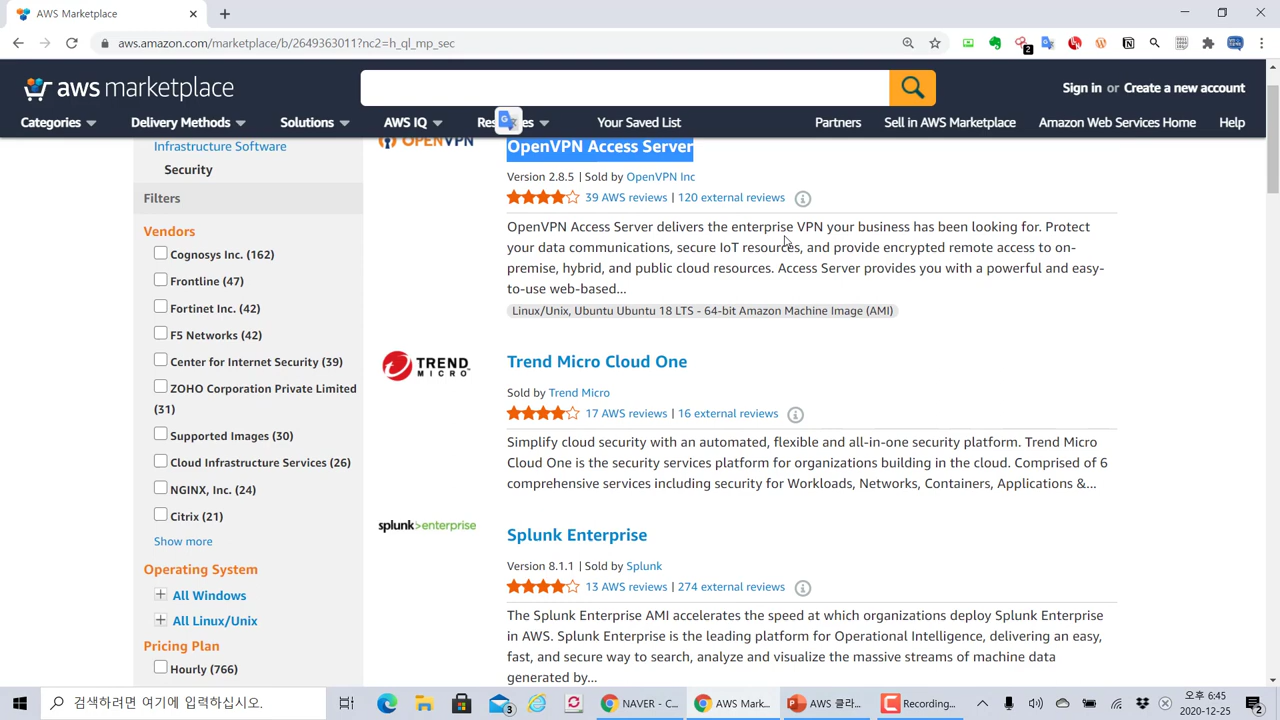 AWS Marketplace
aws.amazon.com/marketplace/b/2649363011?nc2=h_ql_mp_sec
2
aws marketplace
Sign in or Create a new account
Categories
Delivery Methods
Solutions
AWS IQ
Your Saved List
Partners
Sell in AWS Marketplace
Amazon Web Services Home
Help
Infrastructure Software
Security
Filters
Vendors
Cognosys Inc. (162)
Frontline (47)
Fortinet Inc. (42)
F5 Networks (42)
Center for Internet Security (39)
ZOHO Corporation Private Limited
(31)
Supported Images (30)
Cloud Infrastructure Services (26)
NGINX, Inc. (24)
Citrix (21)
Show more
Operating System
All Windows
All Linux/Unix
Pricing Plan
Hourly (766)
OPENVPN
OpenVPN Access Server
Version 2.8.5 | Sold by OpenVPN Inc
39 AWS reviews | 120 external reviews
OpenVPN Access Server delivers the enterprise VPN your business has been looking for. Protect
your data communications, secure IoT resources, and provide encrypted remote access to on-
premise, hybrid, and public cloud resources. Access Server provides you with a powerful and easy-
to-use web-based...
Linux/Unix, Ubuntu Ubuntu 18 LTS - 64-bit Amazon Machine Image (AMI)
TREND
MICRO
Trend Micro Cloud One
Sold by Trend Micro
17 AWS reviews | 16 external reviews
Simplify cloud security with an automated, flexible and all-in-one security platform. Trend Micro
Cloud One is the security services platform for organizations building in the cloud. Comprised of 6
comprehensive services including security for Workloads, Networks, Containers, Applications &...
splunk>enterprise
Splunk Enterprise
Version 8.1.1 | Sold by Splunk
13 AWS reviews | 274 external reviews
The Splunk Enterprise AMI accelerates the speed at which organizations deploy Splunk Enterprise
in AWS. Splunk Enterprise is the leading platform for Operational Intelligence, delivering an easy,
fast, and secure way to search, analyze and visualize the massive streams of machine data
generated by...
검색하려면 여기에 입력하십시오.
3
NAVER - C...
AWS Mark...
AWS 클라...
Recording...
오후 6:45
2020-12-25
2